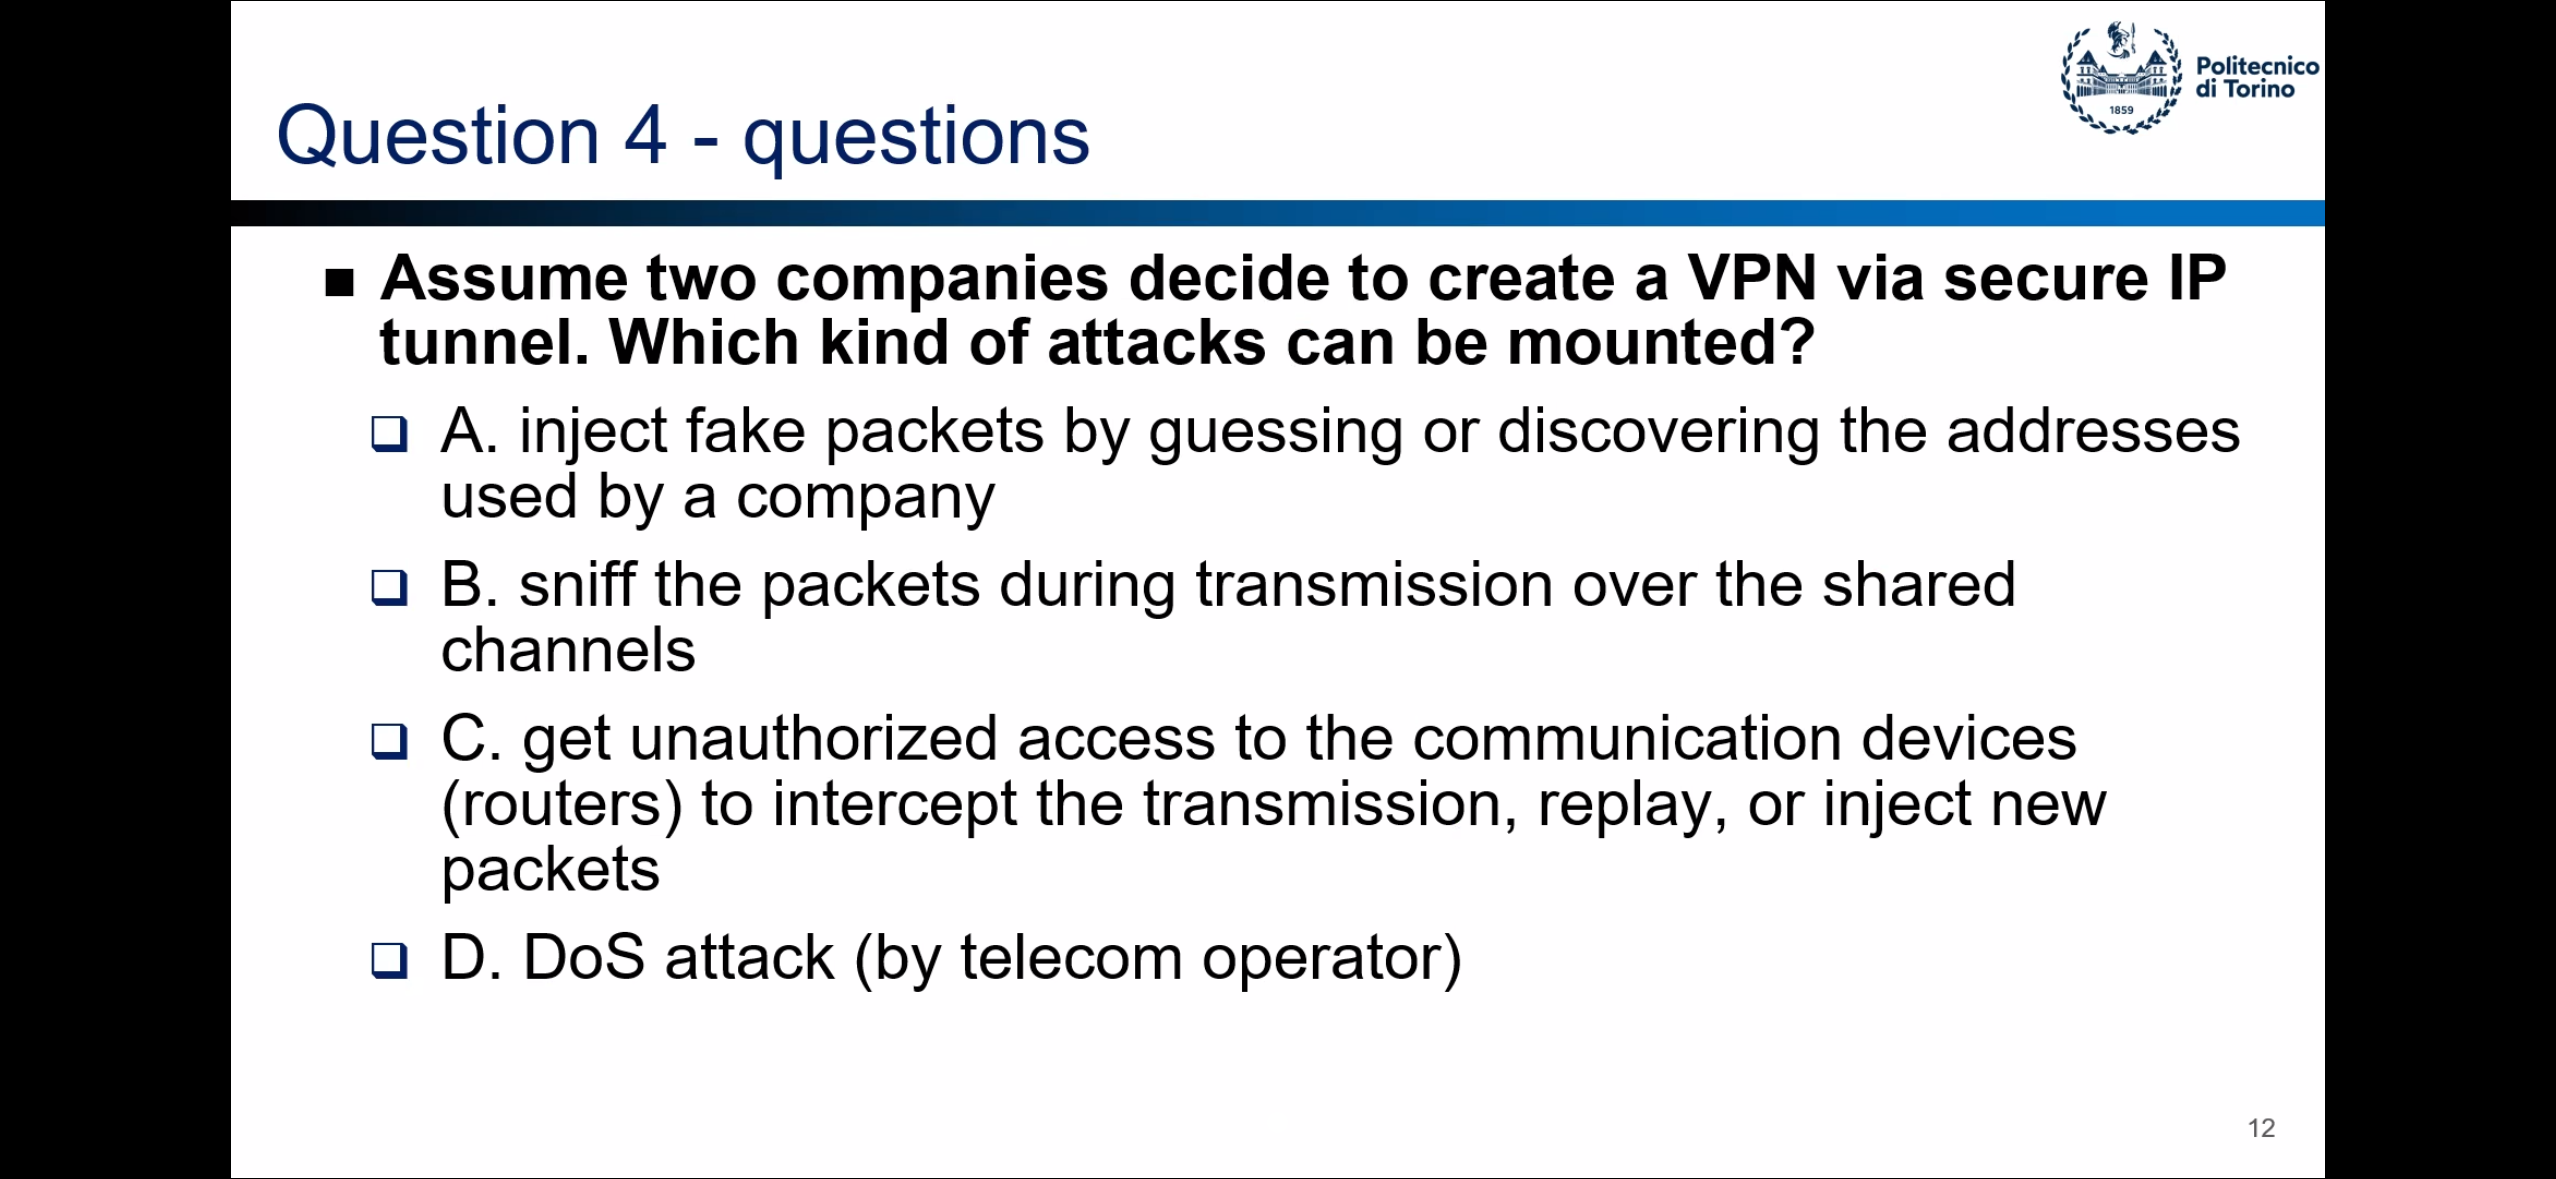 Politecnico
di Torino
1859
Question 4 - questions
Assume two companies decide to create a VPN via secure IP
tunnel. Which kind of attacks can be mounted?
A. inject fake packets by guessing or discovering the addresses
used by a company
B. sniff the packets during transmission over the shared
channels
C. get unauthorized access to the communication devices
(routers) to intercept the transmission, replay, or inject new
packets
D. DoS attack (by telecom operator)
12